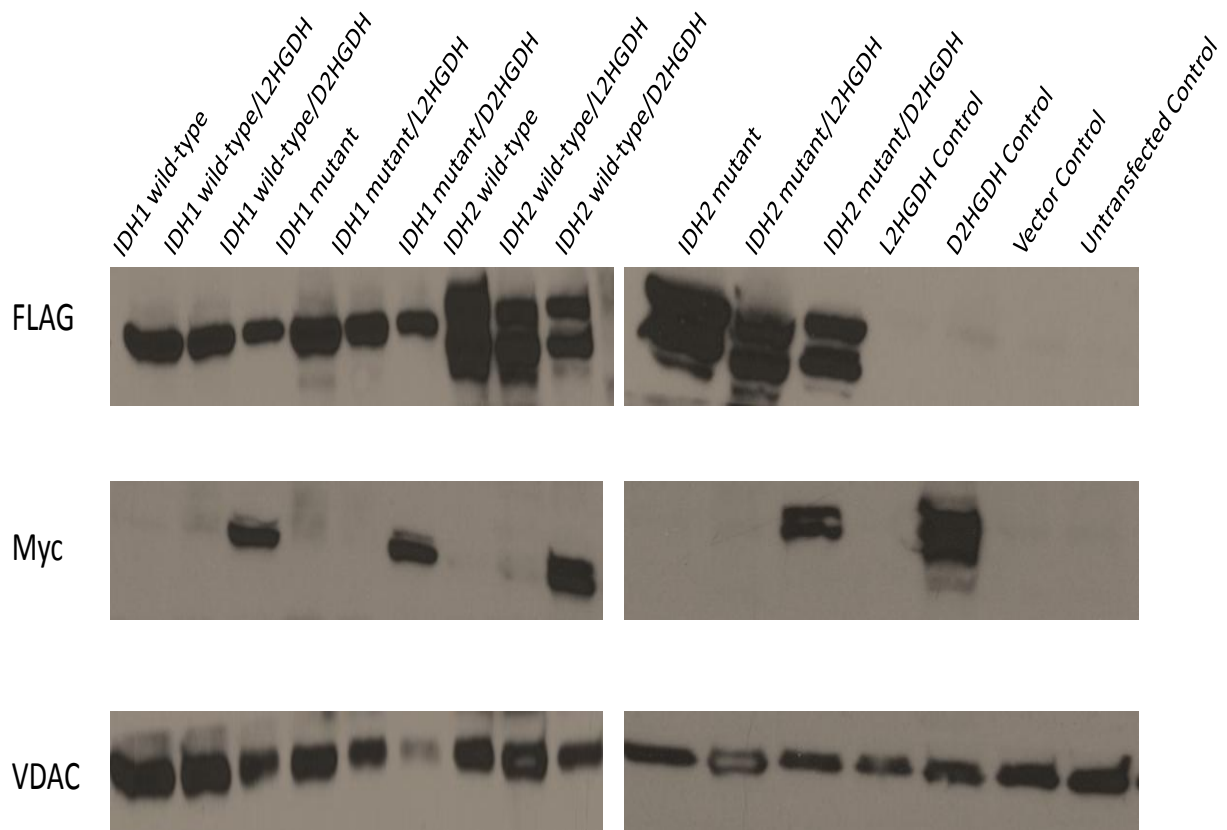 IDH1 wild-type
IDH1 wild-type/L2HGDH
IDH1 wild-type/D2HGDH
IDH1 mutant
IDH1 mutant/L2HGDH
IDH1 mutant/D2HGDH
IDH2 wild-type
IDH2 wild-type/L2HGDH
IDH2 wild-type/D2HGDH
IDH2 mutant
IDH2 mutant/L2HGDH
IDH2 mutant/D2HGDH
L2HGDH Control
D2HGDH Control
Vector Control
Untransfected Control
FLAG
Myc
VDAC